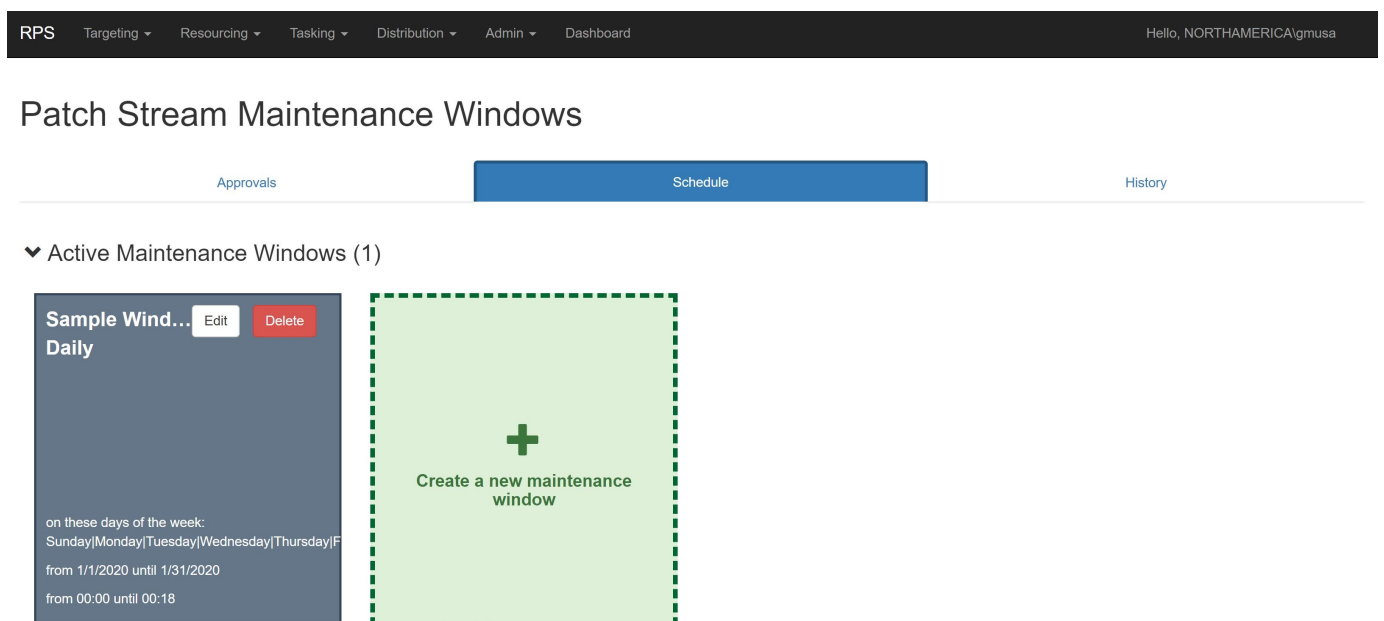 RPS Targeting Resourcing Tasking Distribution Admin Dashboard Hello, NORTHAMERICA\gmusa
Patch Stream Maintenance Windows
Approvals Schedule History
Active Maintenance Windows (1)
Sample Wind... Edit Delete
Daily
Create a new maintenance
window
on these days of the week:
Sunday|Monday|Tuesday|Wednesday|Thursday|F
from 1/1/2020 until 1/31/2020
from 00:00 until 00:18